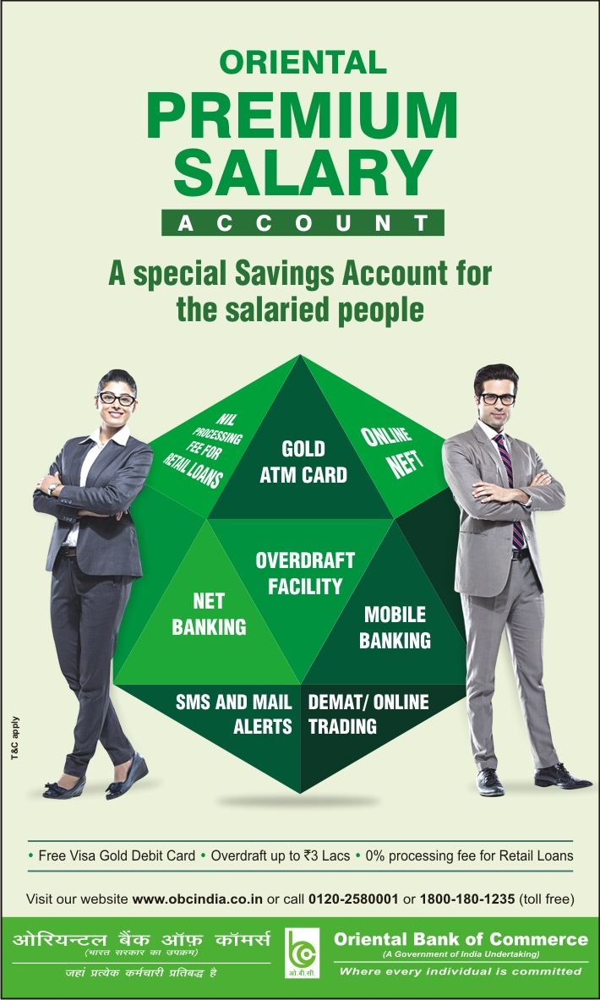 ORIENTAL
PREMIUM
SALARY
ACCOUNT
A special Savings Account for
the salaried people
NIL
PROCESSING
FEE FOR
RETAIL LOANS
GOLD
ATM CARD
ONLINE
NEFT
OVERDRAFT
FACILITY
NET
BANKING
MOBILE
BANKING
SMS AND MAIL
ALERTS
DEMAT/ ONLINE
TRADING
T&C apply
• Free Visa Gold Debit Card • Overdraft up to ₹3 Lacs • 0% processing fee for Retail Loans
Visit our website www.obcindia.co.in or call 0120-2580001 or 1800-180-1235 (toll free)
ओरियन्टल बैंक ऑफ़ कॉमर्स
(भारत सरकार का उपक्रम)
जहां प्रत्येक कर्मचारी प्रतिबद्ध है
ओ.बी.सी.
Oriental Bank of Commerce
(A Government of India Undertaking)
Where every individual is committed